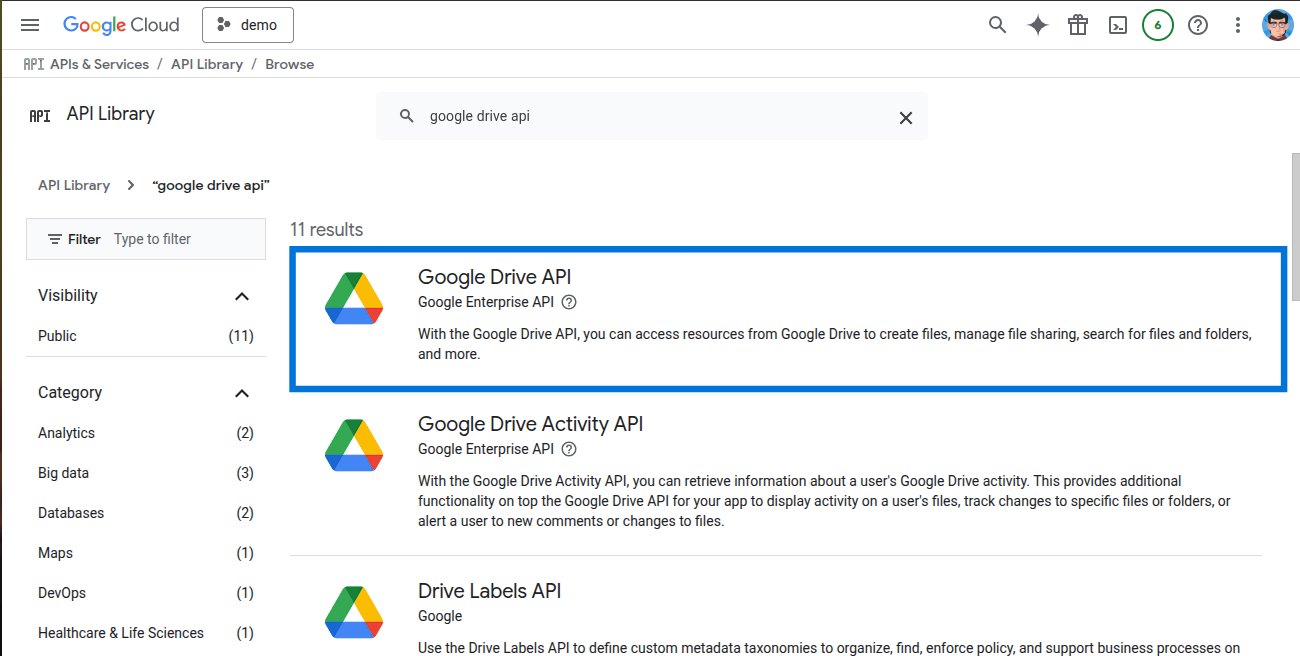 Google Cloud
demo
6
API APIs & Services / API Library / Browse
API API Library
google drive api
API Library
“google drive api”
Filter Type to filter
Visibility
Public (11)
Category
Analytics (2)
Big data (3)
Databases (2)
Maps (1)
DevOps (1)
Healthcare & Life Sciences (1)
11 results
Google Drive API
Google Enterprise API
With the Google Drive API, you can access resources from Google Drive to create files, manage file sharing, search for files and folders,
and more.
Google Drive Activity API
Google Enterprise API
With the Google Drive Activity API, you can retrieve information about a user's Google Drive activity. This provides additional
functionality on top the Google Drive API for your app to display activity on a user's files, track changes to specific files or folders, or
alert a user to new comments or changes to files.
Drive Labels API
Google
Use the Drive Labels API to define custom metadata taxonomies to organize, find, enforce policy, and support business processes on